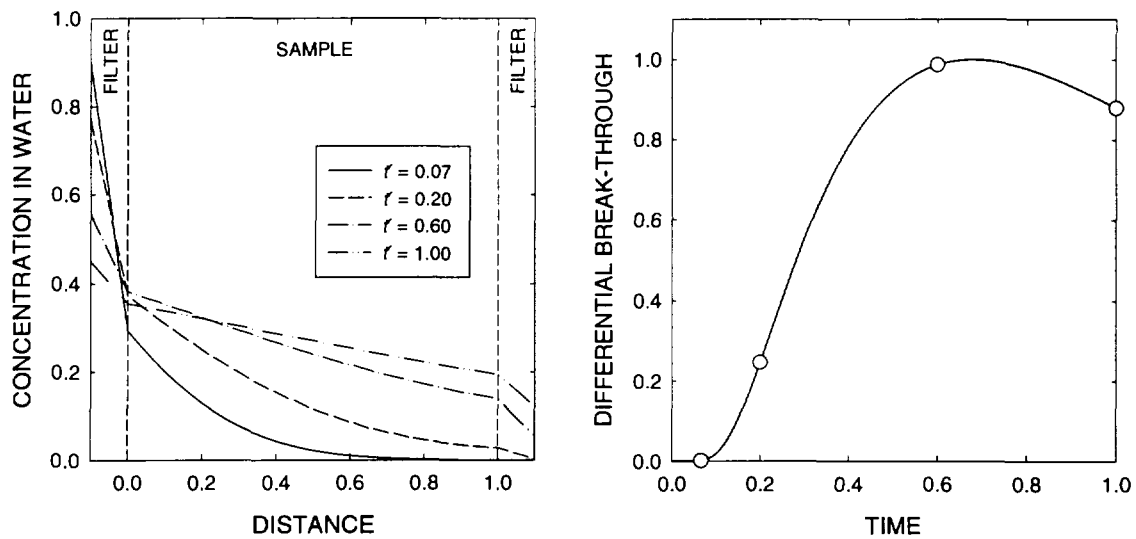 1.0
0.8
0.6
0.4
0.2
0.0
CONCENTRATION IN WATER
FILTER
SAMPLE
FILTER
t' = 0.07
t' = 0.20
t' = 0.60
t' = 1.00
0.0 0.2 0.4 0.6 0.8 1.0
DISTANCE
1.0
0.8
0.6
0.4
0.2
0.0
DIFFERENTIAL BREAK-THROUGH
0.0 0.2 0.4 0.6 0.8 1.0
TIME